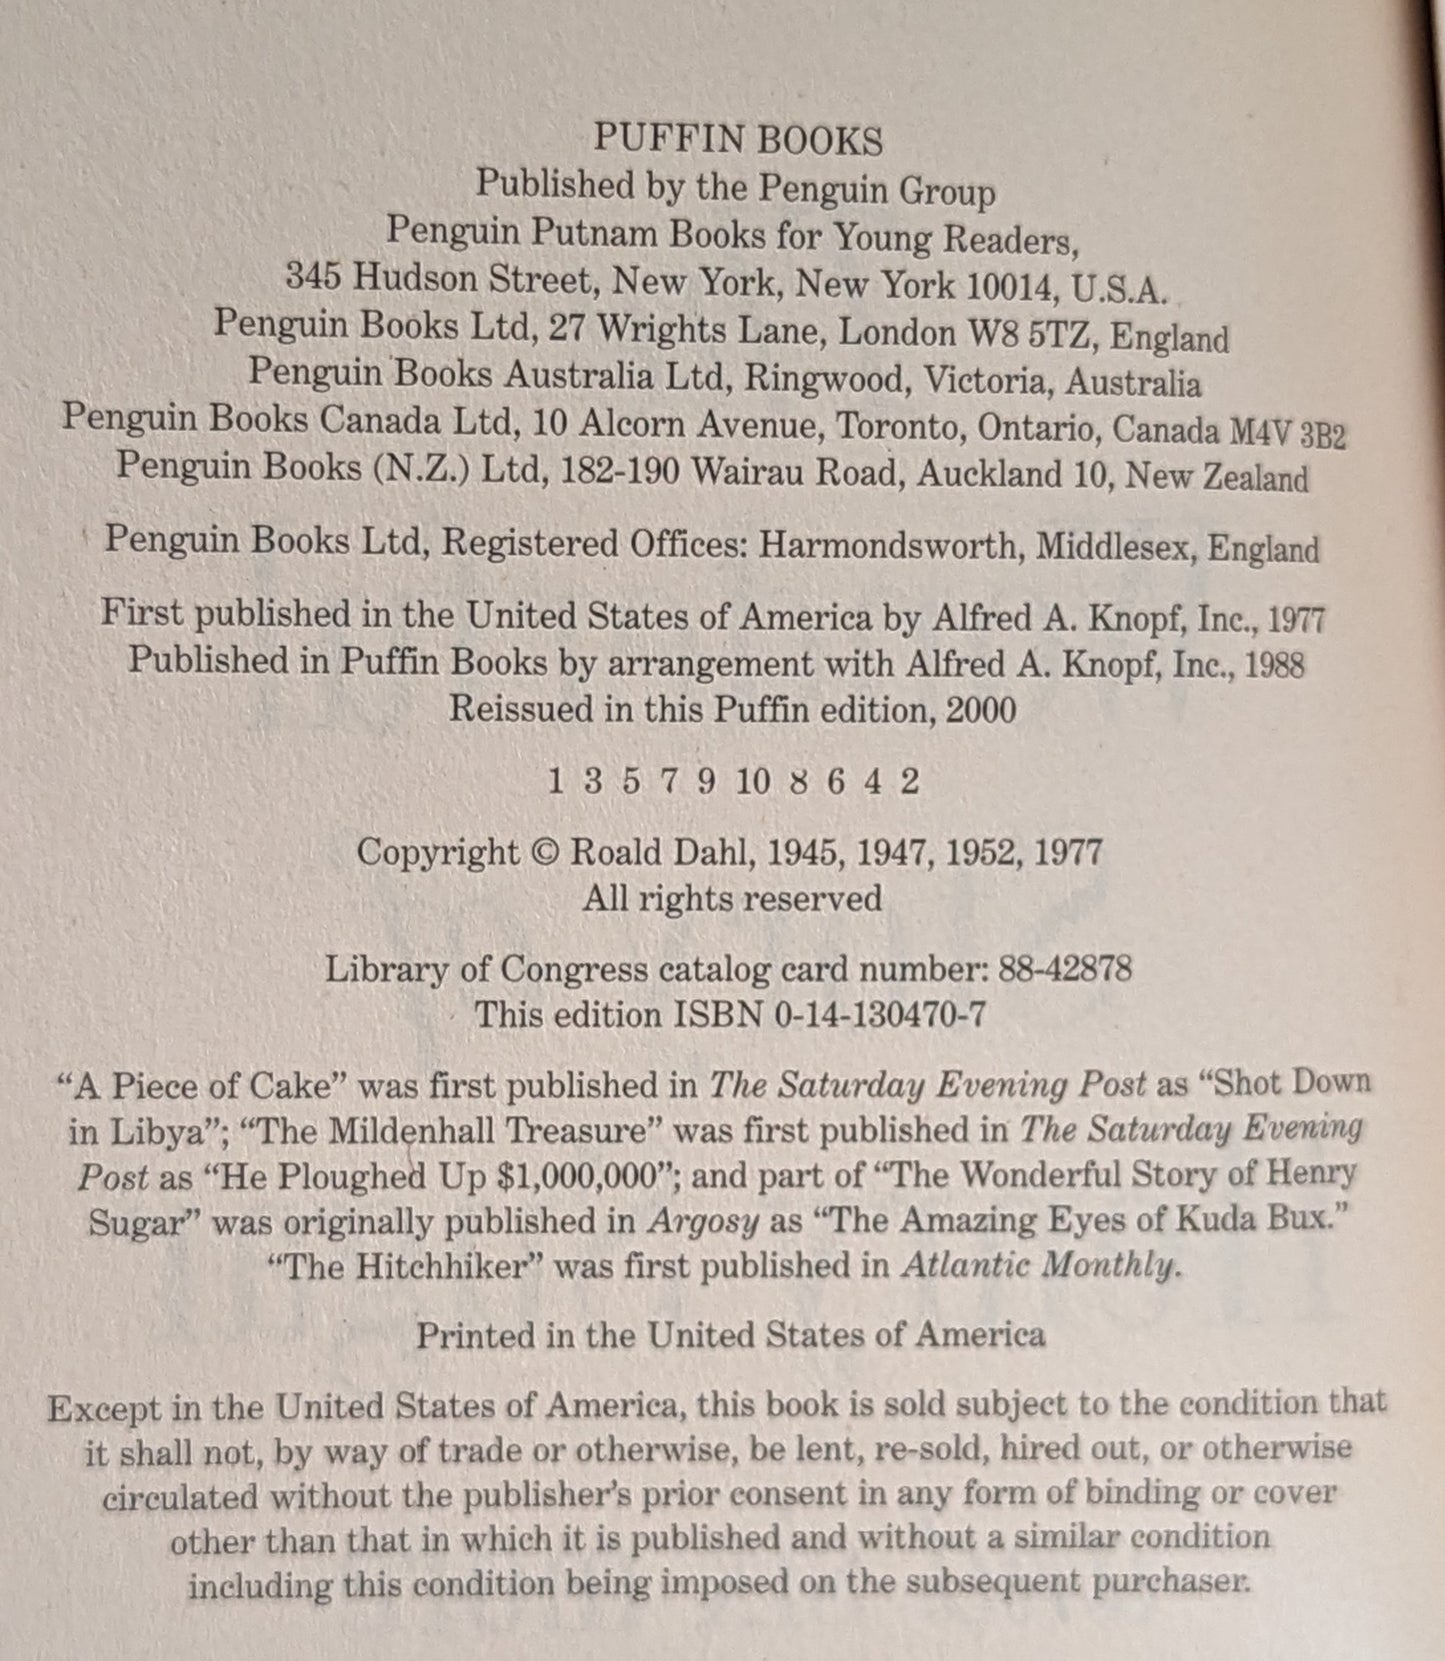 PUFFIN BOOKS
Published by the Penguin Group
Penguin Putnam Books for Young Readers,
345 Hudson Street, New York, New York 10014, U.S.A.
Penguin Books Ltd, 27 Wrights Lane, London W8 5TZ, England
Penguin Books Australia Ltd, Ringwood, Victoria, Australia
Penguin Books Canada Ltd, 10 Alcorn Avenue, Toronto, Ontario, Canada M4V 3B2
Penguin Books (N.Z.) Ltd, 182-190 Wairau Road, Auckland 10, New Zealand
Penguin Books Ltd, Registered Offices: Harmondsworth, Middlesex, England
First published in the United States of America by Alfred A. Knopf, Inc., 1977
Published in Puffin Books by arrangement with Alfred A. Knopf, Inc., 1988
Reissued in this Puffin edition, 2000
1 3 5 7 9 10 8 6 4 2
Copyright © Roald Dahl, 1945, 1947, 1952, 1977
All rights reserved
Library of Congress catalog card number: 88-42878
This edition ISBN 0-14-130470-7
“A Piece of Cake” was first published in The Saturday Evening Post as “Shot Down
in Libya”; “The Mildenhall Treasure” was first published in The Saturday Evening
Post as “He Ploughed Up $1,000,000”; and part of “The Wonderful Story of Henry
Sugar” was originally published in Argosy as “The Amazing Eyes of Kuda Bux.”
“The Hitchhiker” was first published in Atlantic Monthly.
Printed in the United States of America
Except in the United States of America, this book is sold subject to the condition that
it shall not, by way of trade or otherwise, be lent, re-sold, hired out, or otherwise
circulated without the publisher’s prior consent in any form of binding or cover
other than that in which it is published and without a similar condition
including this condition being imposed on the subsequent purchaser.